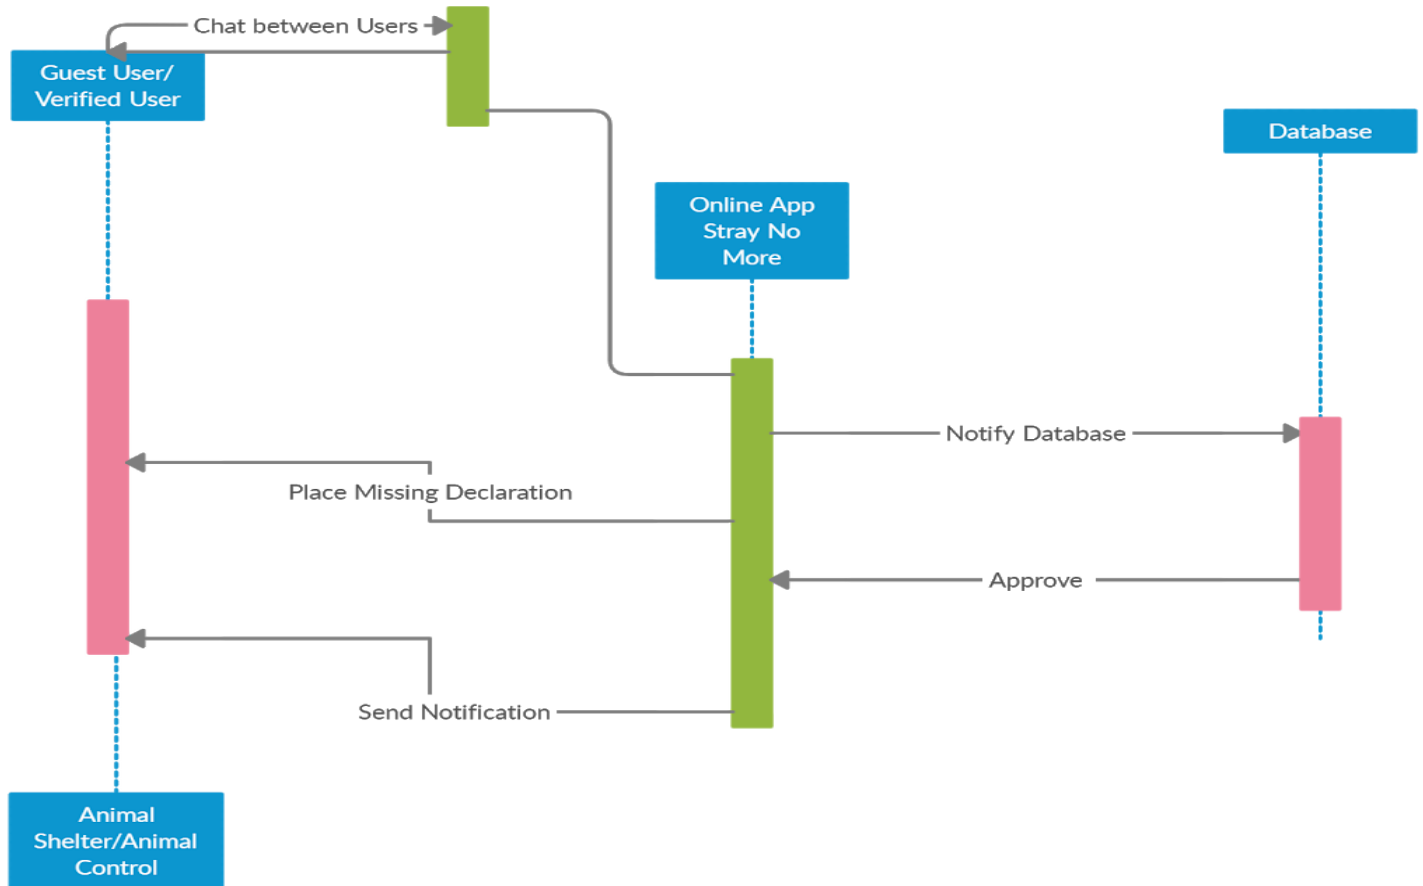 Chat between Users
Guest User/
Verified User
Database
Online App
Stray No
More
Notify Database
Place Missing Declaration
Approve
Send Notification
Animal
Shelter/Animal
Control